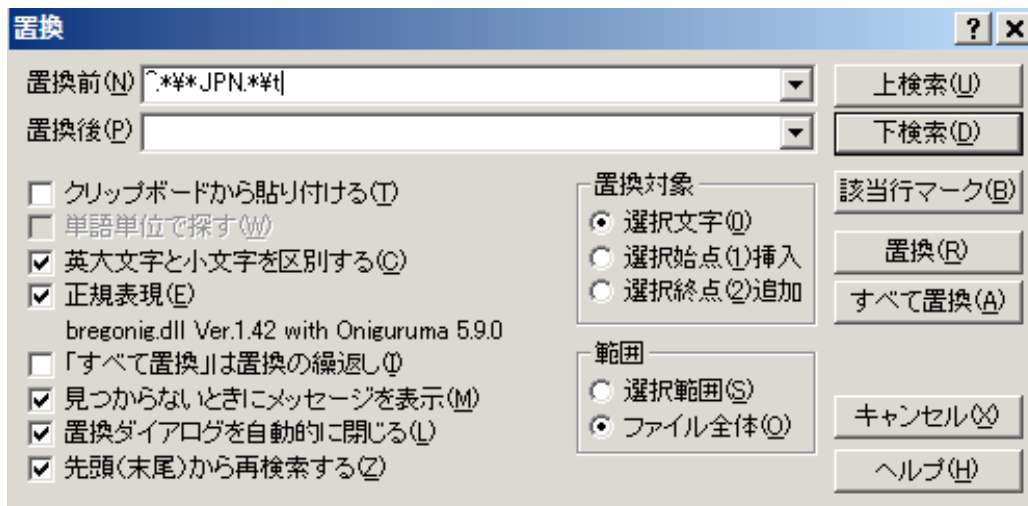 置換
置換前(N) ^.*¥*JPN.*¥t
上検索(U)
置換後(P)
下検索(D)
クリップボードから貼り付ける(T)
単語単位で探す(W)
英大文字と小文字を区別する(C)
正規表現(E)
bregonig.dll Ver.1.42 with Oniguruma 5.9.0
「すべて置換」は置換の繰返し(I)
見つからないときにメッセージを表示(M)
置換ダイアログを自動的に閉じる(L)
先頭(末尾)から再検索する(Z)
置換対象
選択文字(0)
選択始点(1)挿入
選択終点(2)追加
範囲
選択範囲(S)
ファイル全体(O)
該当行マーク(B)
置換(R)
すべて置換(A)
キャンセル(X)
ヘルプ(H)